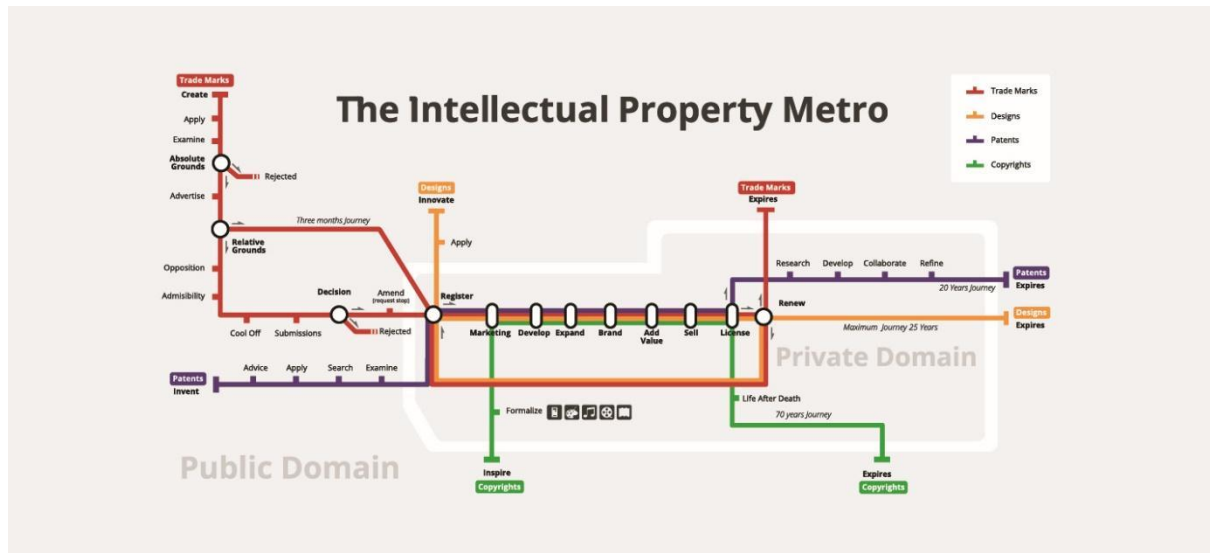 The Intellectual Property Metro
Trade Marks
Designs
Patents
Copyrights
Trade Marks
Create
Apply
Examine
Absolute
Grounds
Rejected
Advertise
Three months Journey
Relative
Grounds
Opposition
Admisibility
Cool Off
Submissions
Decision
Amend
(request stop)
Rejected
Designs
Innovate
Apply
Register
Patents
Invent
Advice
Apply
Search
Examine
Marketing
Develop
Expand
Brand
Add
Value
Sell
License
Renew
Trade Marks
Expires
Research
Develop
Collaborate
Refine
20 Years Journey
Patents
Expires
Maximum Journey 25 Years
Designs
Expires
Private Domain
Life After Death
70 years Journey
Expires
Copyrights
Formalize
Inspire
Copyrights
Public Domain